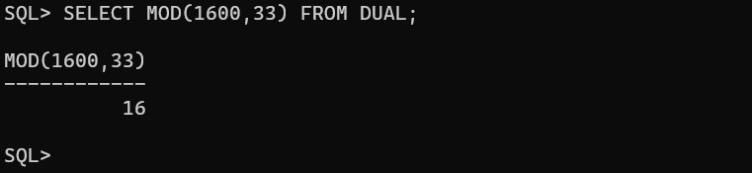 SQL> SELECT MOD(1600,33) FROM DUAL;
MOD(1600,33)
------------
16
SQL>